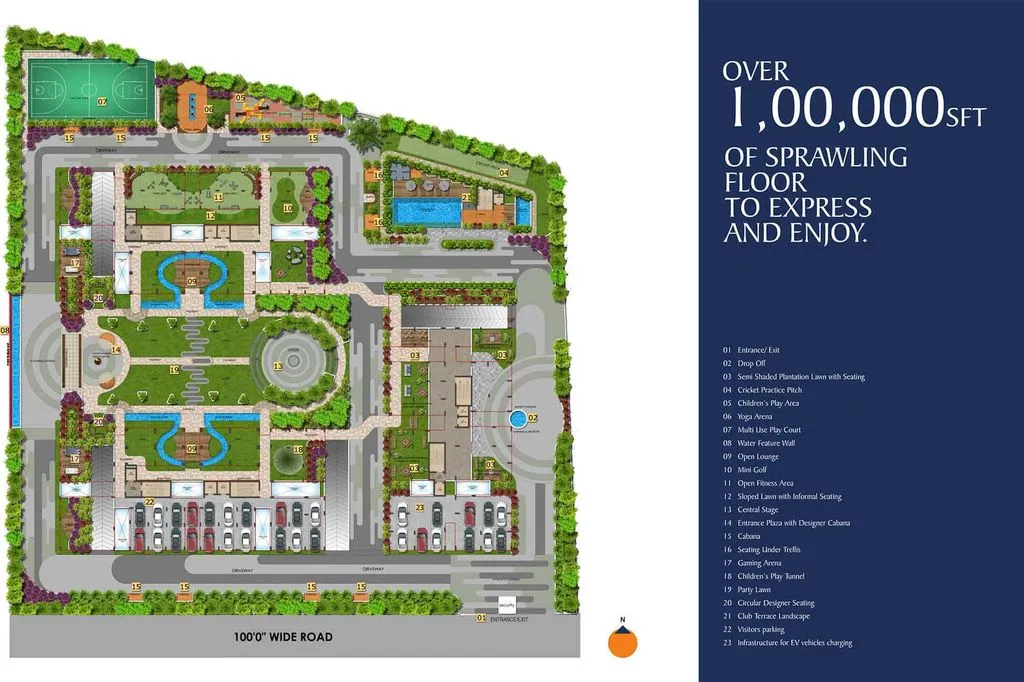 07
06
05
15
15
15
15
DRIVEWAY
DRIVEWAY
CRICKET PITCH
04
16
11
10
12
21
16
17
09
20
08
14
13
STAGE
19
03
03
20
02
09
17
18
03
03
22
23
DRIVEWAY
DRIVEWAY
15
15
15
15
security
01
ENTRANCE/EXIT
100'0" WIDE ROAD
N
OVER
1,00,000SFT
OF SPRAWLING
FLOOR
TO EXPRESS
AND ENJOY.
01 Entrance/ Exit
02 Drop Off
03 Semi Shaded Plantation Lawn with Seating
04 Cricket Practice Pitch
05 Children's Play Area
06 Yoga Arena
07 Multi Use Play Court
08 Water Feature Wall
09 Open Lounge
10 Mini Golf
11 Open Fitness Area
12 Sloped Lawn with Informal Seating
13 Central Stage
14 Entrance Plaza with Designer Cabana
15 Cabana
16 Seating Under Trellis
17 Gaming Arena
18 Children's Play Tunnel
19 Party Lawn
20 Circular Designer Seating
21 Club Terrace Landscape
22 Visitors parking
23 Infrastructure for EV vehicles charging